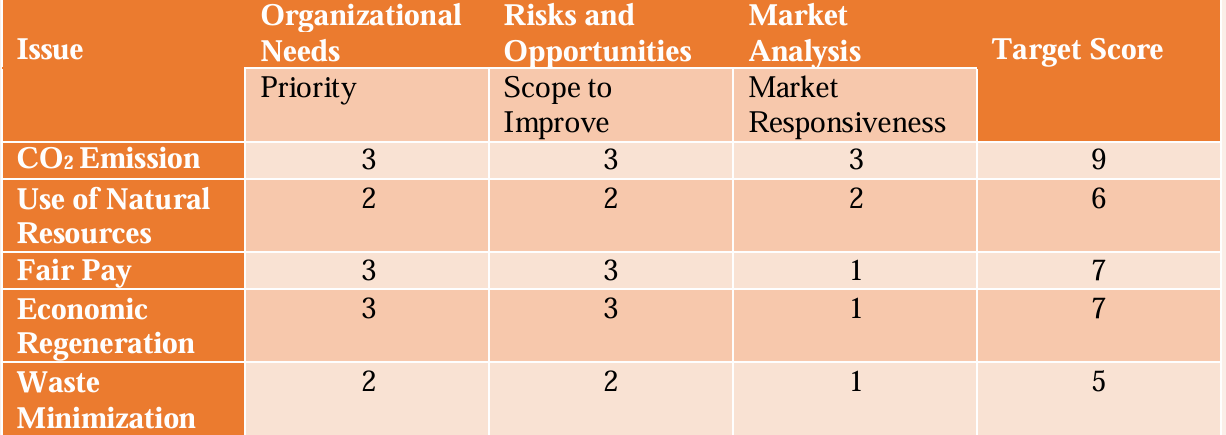 Issue
Organizational
Needs
Risks and
Opportunities
Market
Analysis
Target Score
Priority
Scope to
Improve
Market
Responsiveness
CO₂ Emission 3 3 3 9
Use of Natural
Resources
2 2 2 6
Fair Pay 3 3 1 7
Economic
Regeneration
3 3 1 7
Waste
Minimization
2 2 1 5